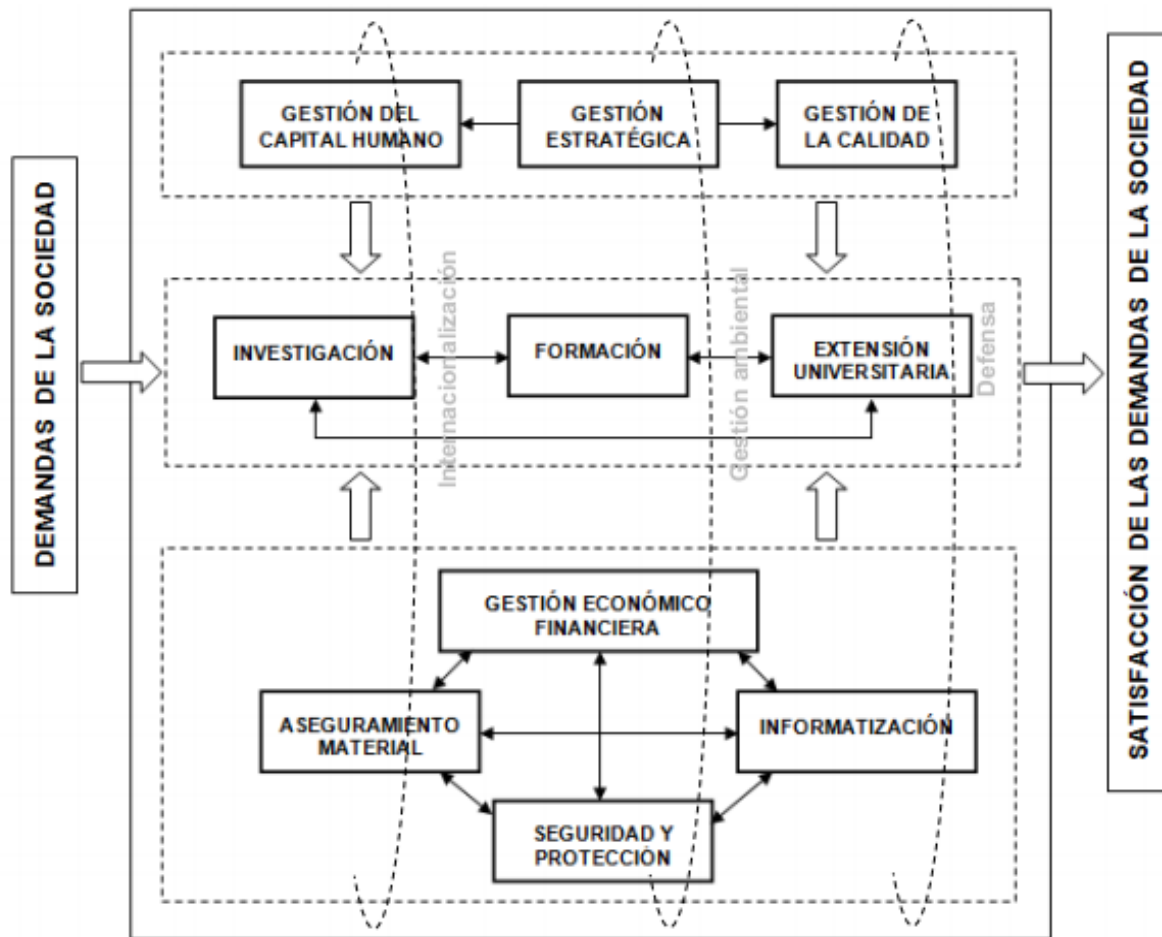 DEMANDAS DE LA SOCIEDAD
GESTIÓN DEL
CAPITAL HUMANO
GESTIÓN
ESTRATÉGICA
GESTIÓN DE
LA CALIDAD
INVESTIGACIÓN
Internacionalización
FORMACIÓN
Gestión ambiental
EXTENSIÓN
UNIVERSITARIA
Defensa
GESTIÓN ECONÓMICO
FINANCIERA
ASEGURAMIENTO
MATERIAL
INFORMATIZACIÓN
SEGURIDAD Y
PROTECCIÓN
SATISFACCIÓN DE LAS DEMANDAS DE LA SOCIEDAD